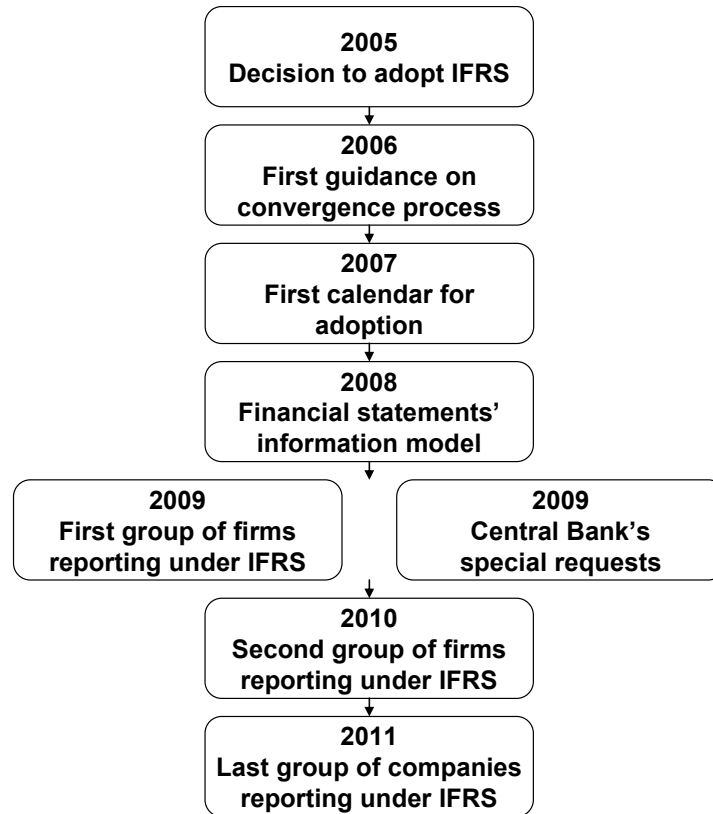 2005
Decision to adopt IFRS
2006
First guidance on
convergence process
2007
First calendar for
adoption
2008
Financial statements’
information model
2009
First group of firms
reporting under IFRS
2009
Central Bank’s
special requests
2010
Second group of firms
reporting under IFRS
2011
Last group of companies
reporting under IFRS